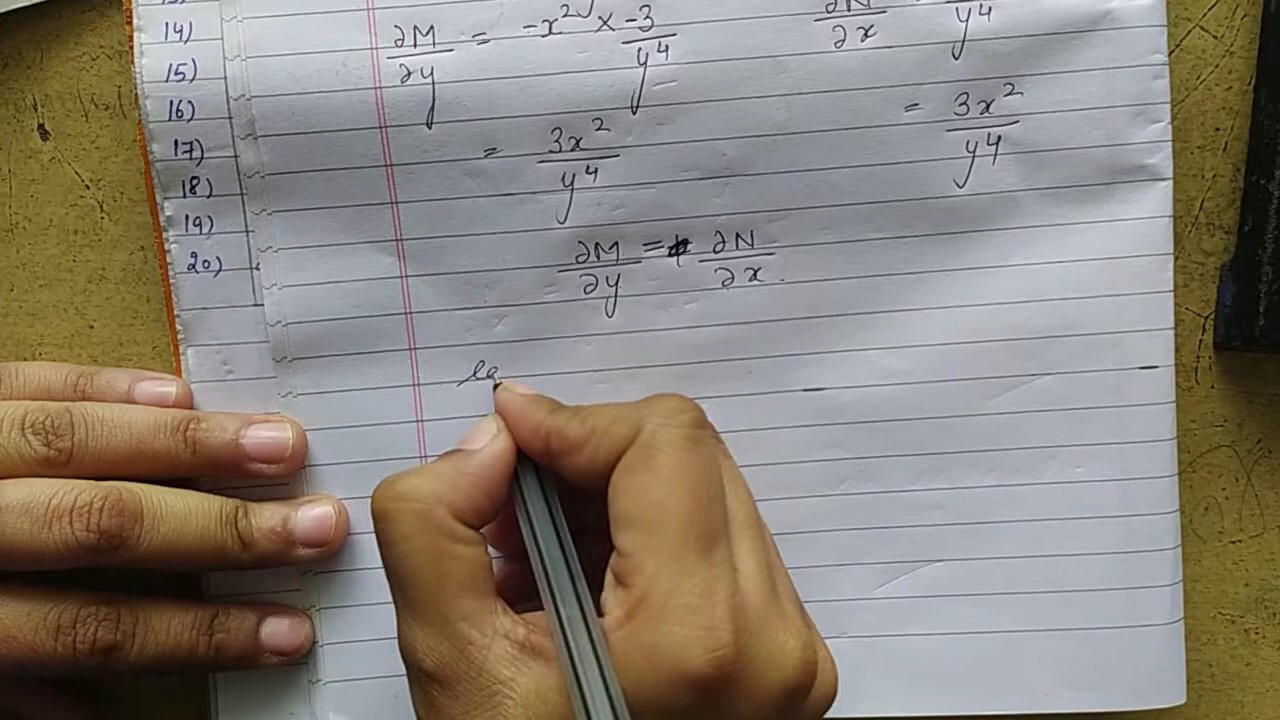 14) ∂M/∂y = -x² × -3/y⁴ ∂N/∂x y⁴
15)
16) = 3x²/y⁴
17) = 3x²/y⁴
18)
19)
20) ∂M/∂y = ∂N/∂x.